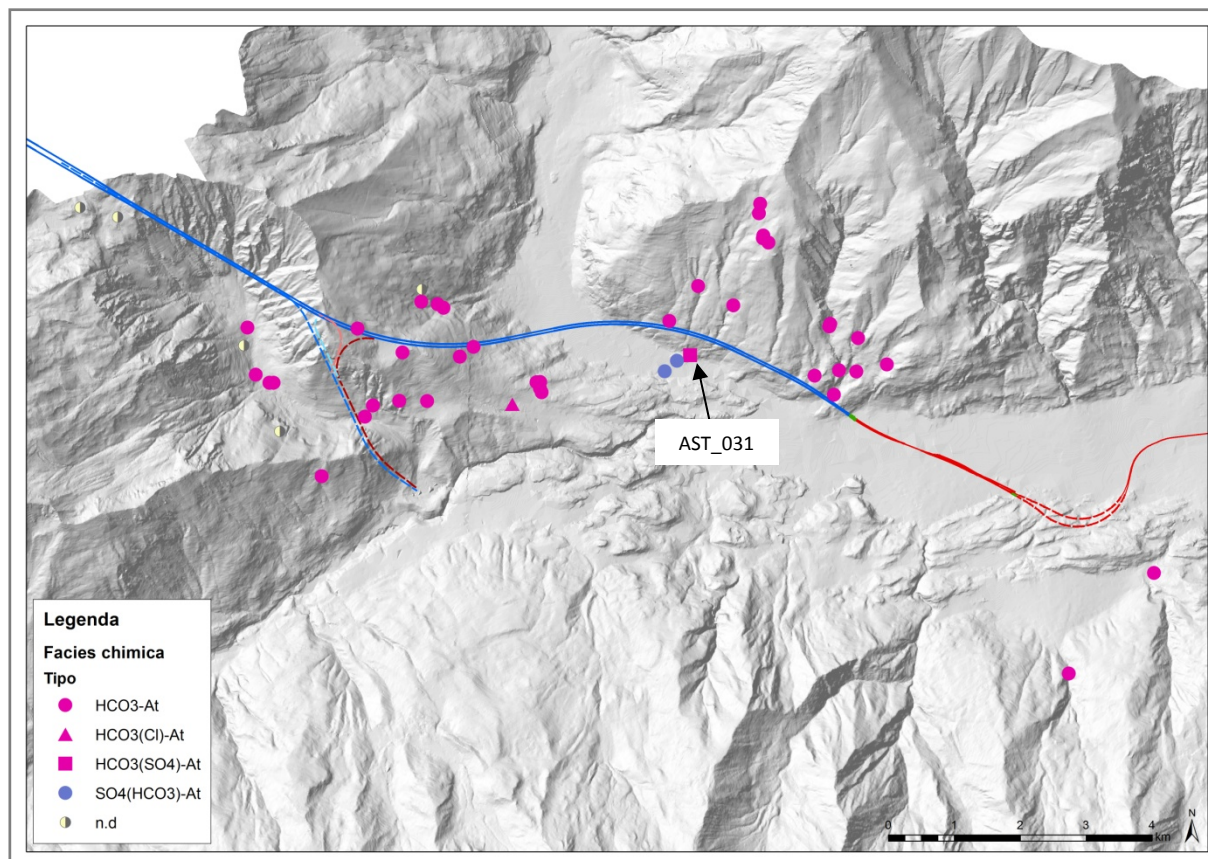 AST_031
Legenda
Facies chimica
Tipo
HCO3-At
HCO3(Cl)-At
HCO3(SO4)-At
SO4(HCO3)-At
n.d
N
0 1 2 3 4
km